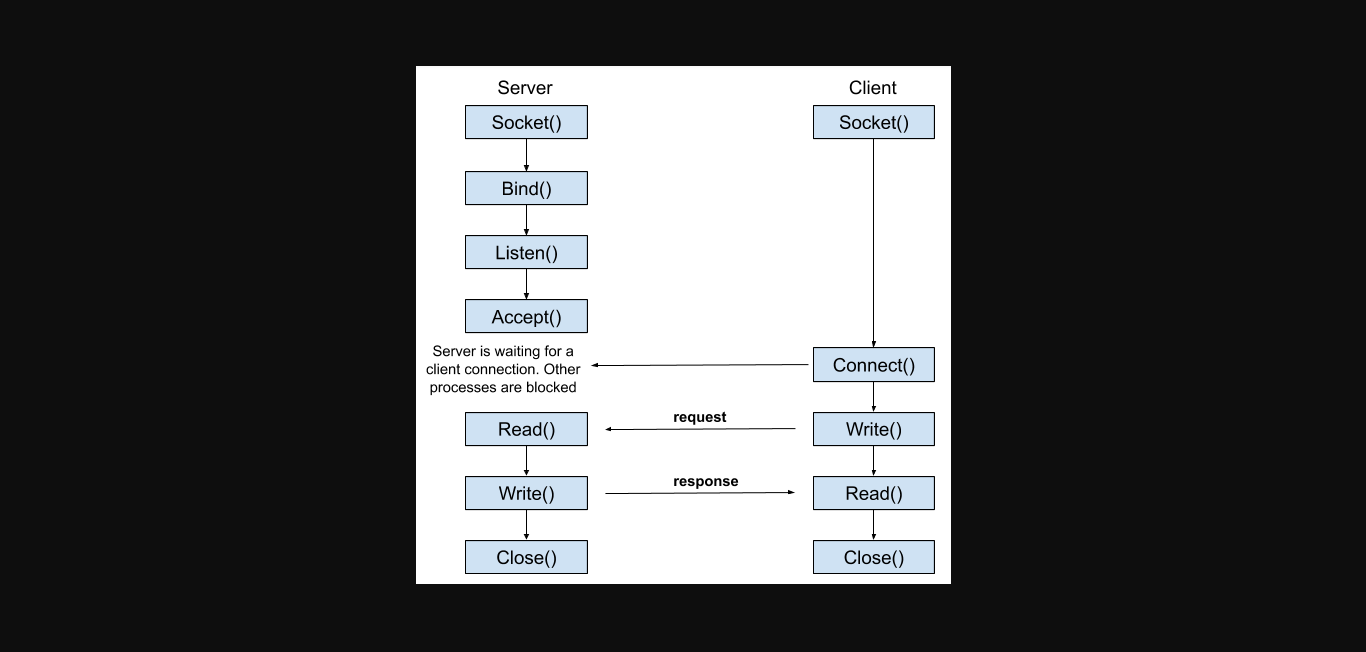 Server
Client
Socket()
Socket()
Bind()
Listen()
Accept()
Server is waiting for a
client connection. Other
processes are blocked
Connect()
Read()
request
Write()
Write()
response
Read()
Close()
Close()